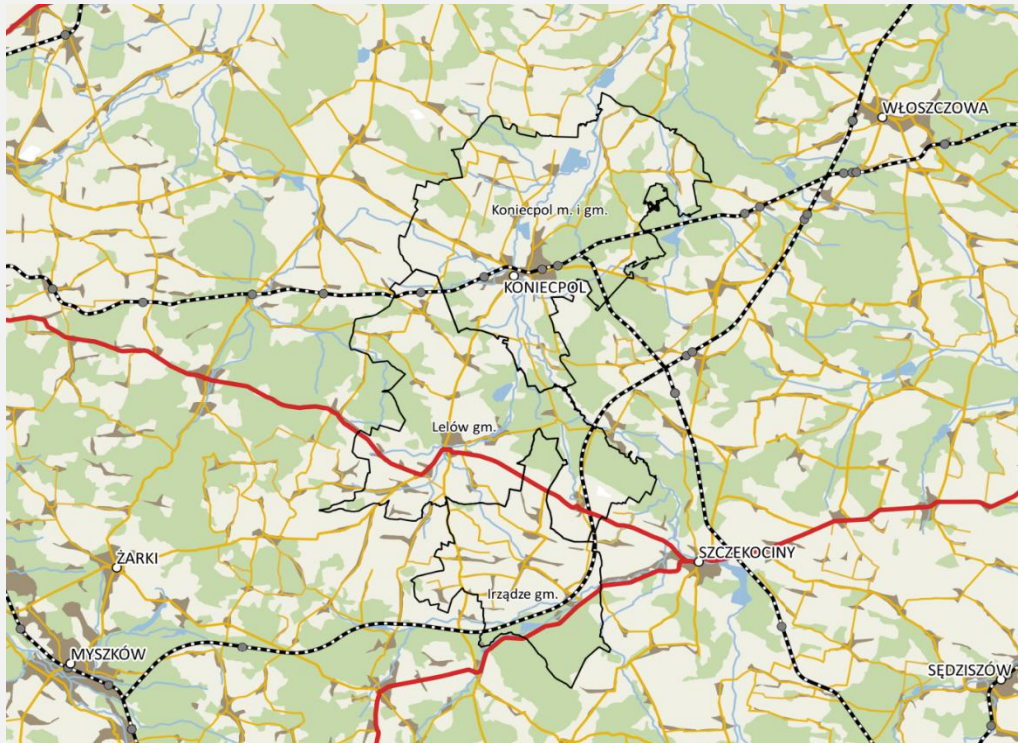 WŁOSZCZOWA
Koniecpol m. i gm.
KONIECPOL
Lelów gm.
SZCZEKOCINY
ŻARKI
Irządze gm.
MYSZKÓW
SĘDZISZÓW